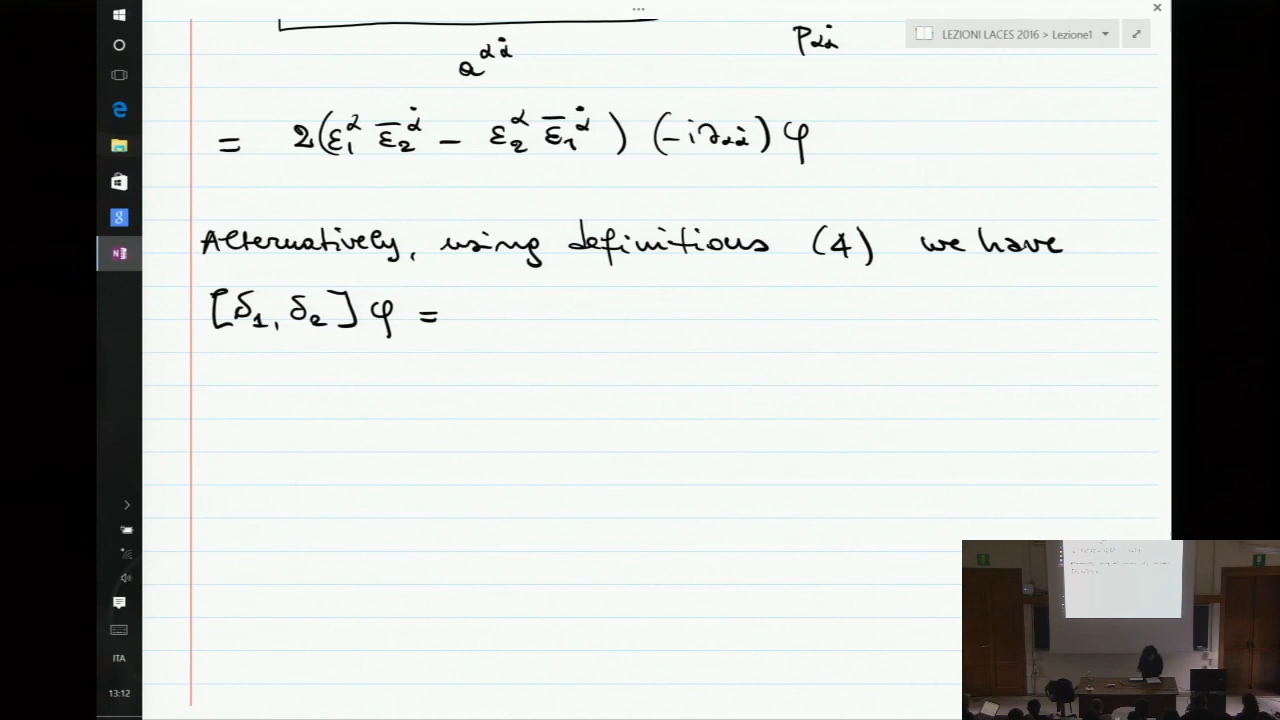 LEZIONI LACES 2016 > Lezione1
a^{αα̇} P_{αα̇}
= 2(ε₁^α ε̄₂^α̇ − ε₂^α ε̄₁^α̇) (−i∂_{αα̇}) φ
Alternatively, using definitions (4) we have
[δ₁, δ₂] φ =
ITA
13:12